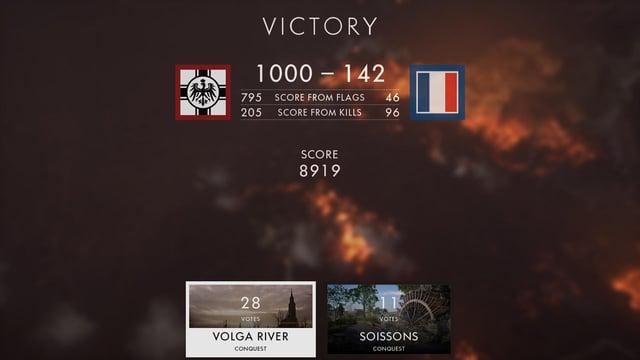 VICTORY
1000 – 142
795 SCORE FROM FLAGS 46
205 SCORE FROM KILLS 96
SCORE
8919
28
VOTES
VOLGA RIVER
CONQUEST
11
VOTES
SOISSONS
CONQUEST